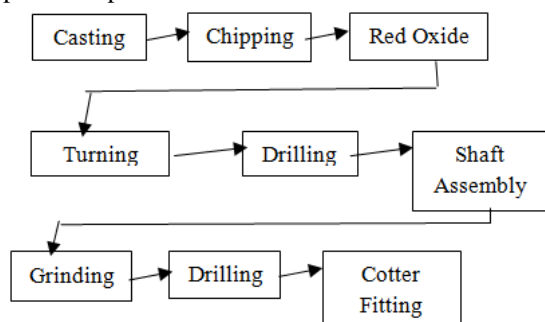 Casting
Chipping
Red Oxide
Turning
Drilling
Shaft
Assembly
Grinding
Drilling
Cotter
Fitting